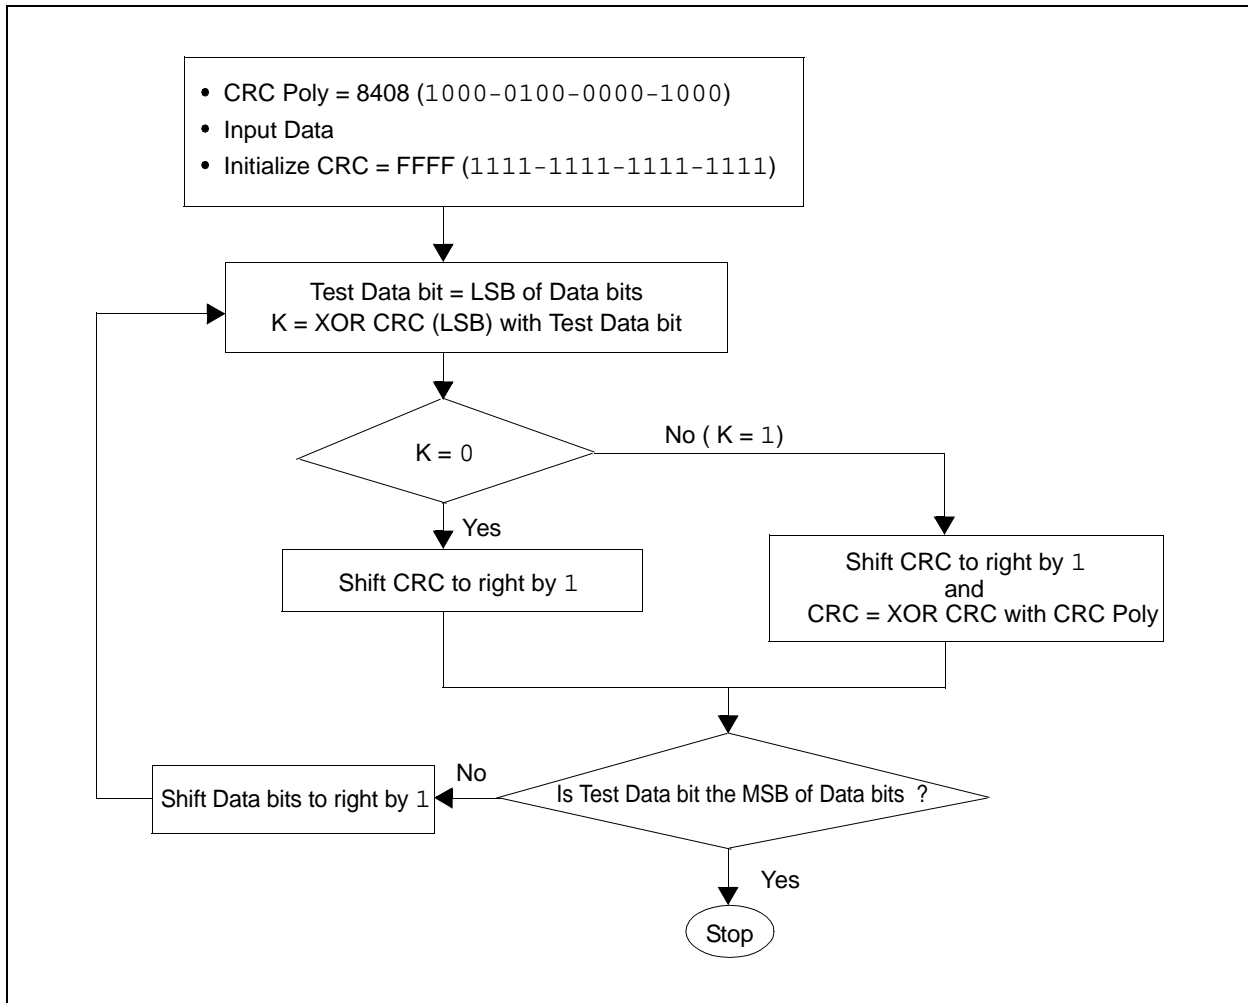 • CRC Poly = 8408 (1000-0100-0000-1000)
• Input Data
• Initialize CRC = FFFF (1111-1111-1111-1111)
Test Data bit = LSB of Data bits
K = XOR CRC (LSB) with Test Data bit
K = 0
No ( K = 1)
Yes
Shift CRC to right by 1
Shift CRC to right by 1
and
CRC = XOR CRC with CRC Poly
Is Test Data bit the MSB of Data bits ?
No
Shift Data bits to right by 1
Yes
Stop